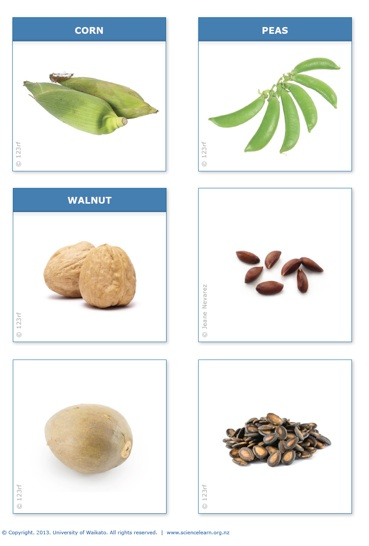 CORN
PEAS
© 123rf
© 123rf
WALNUT
© 123rf
© Jeane Nevarez
© 123rf
© 123rf
© Copyright. 2013. University of Waikato. All rights reserved. | www.sciencelearn.org.nz